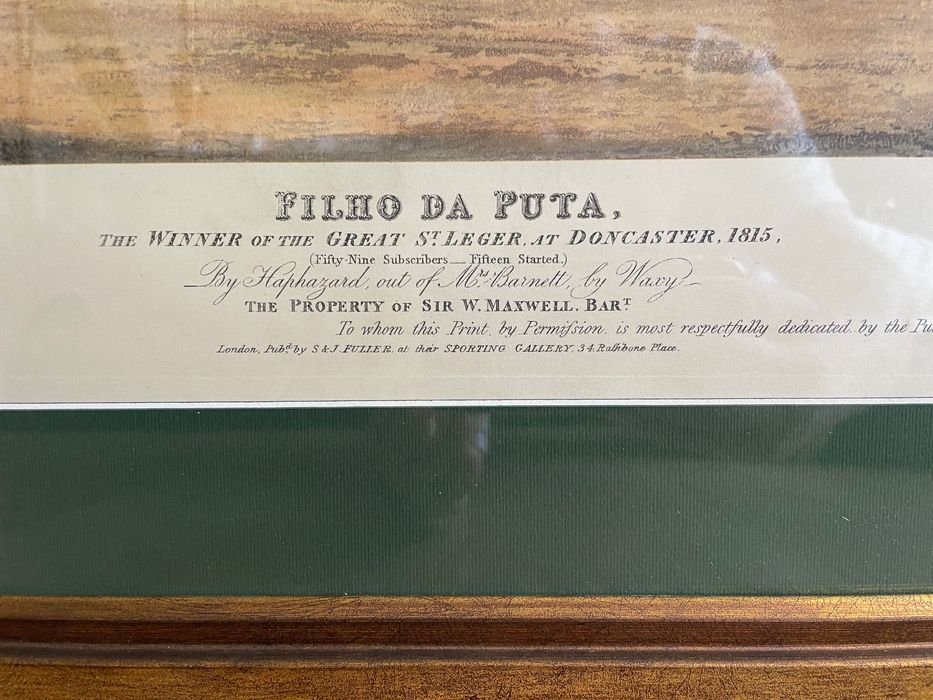 FILHO DA PUTA,
THE WINNER OF THE GREAT ST. LEGER, AT DONCASTER, 1815,
(Fifty-Nine Subscribers__Fifteen Started.)
By Haphazard, out of Mrs. Barnett, by Waxy
THE PROPERTY OF SIR W. MAXWELL. BART.
To whom this Print, by Permiſsion, is most respectfully dedicated, by the Pu
London, Pubd. by S & J. FULLER, at their SPORTING GALLERY, 34, Rathbone Place.